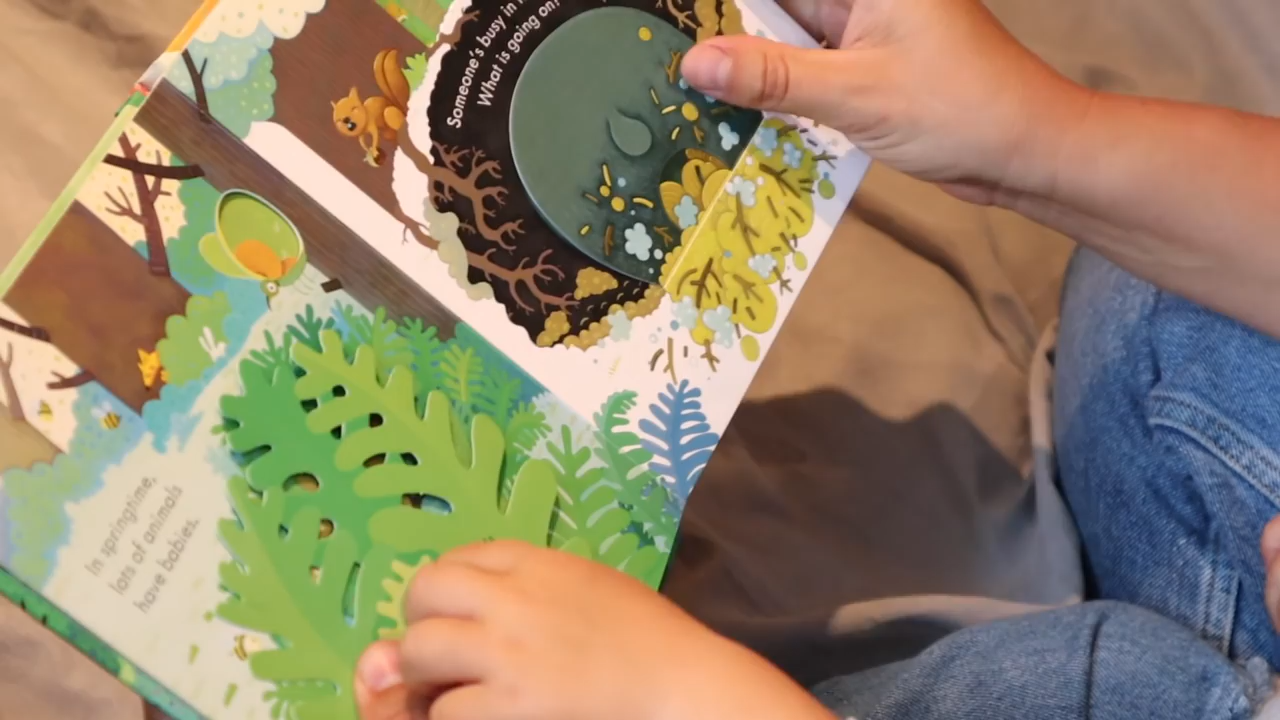 Someone's busy in
What is going on?
In springtime,
lots of animals
have babies.